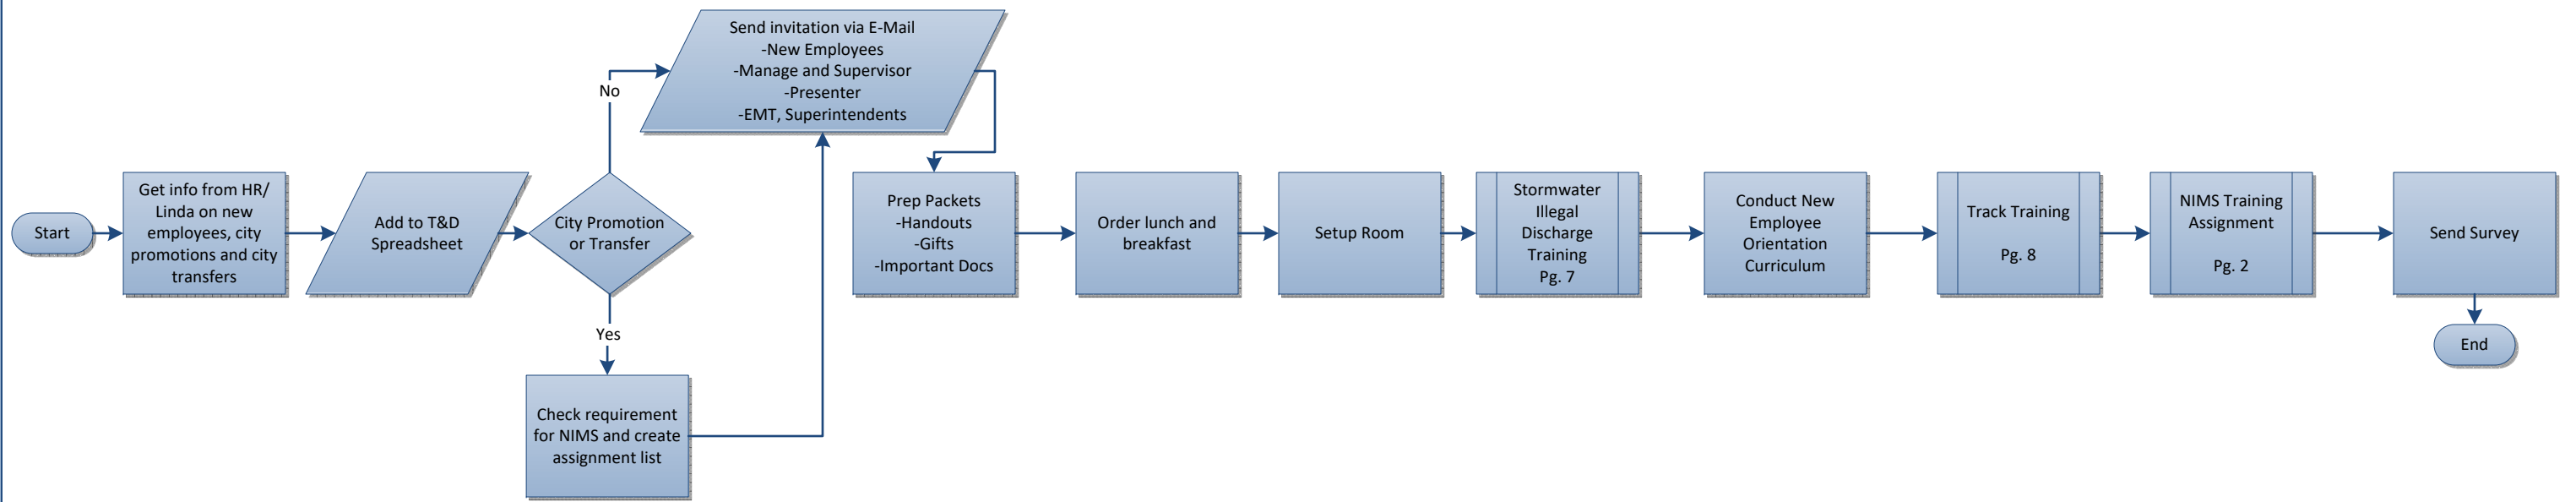 Start
Get info from HR/
Linda on new
employees, city
promotions and city
transfers
Add to T&D
Spreadsheet
City Promotion
or Transfer
No
Send invitation via E-Mail
-New Employees
-Manage and Supervisor
-Presenter
-EMT, Superintendents
Yes
Check requirement
for NIMS and create
assignment list
Prep Packets
-Handouts
-Gifts
-Important Docs
Order lunch and
breakfast
Setup Room
Stormwater
Illegal
Discharge
Training
Pg. 7
Conduct New
Employee
Orientation
Curriculum
Track Training
Pg. 8
NIMS Training
Assignment
Pg. 2
Send Survey
End